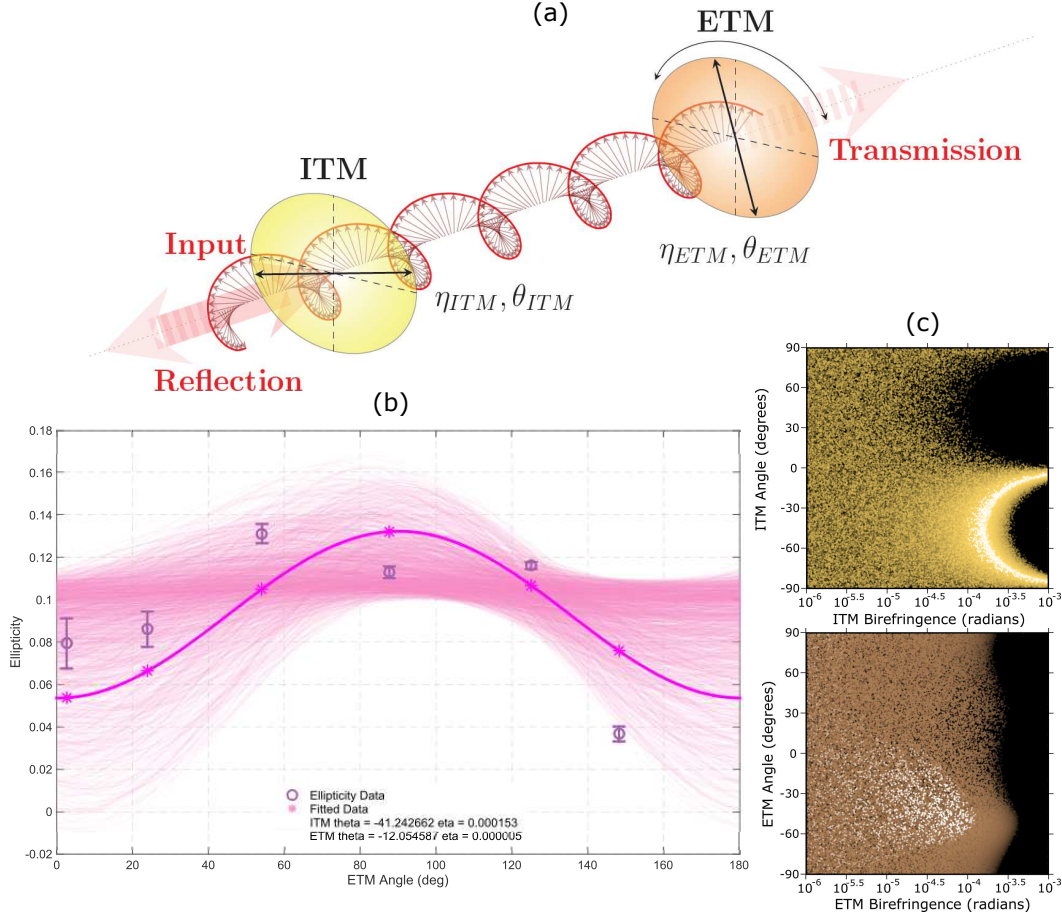 (a)
ETM
Transmission
ITM
Input
η_ETM, θ_ETM
η_ITM, θ_ITM
Reflection
(b)
0.18
0.16
0.14
0.12
0.1
0.08
0.06
0.04
0.02
0
-0.02
Ellipticity
Ellipticity Data
Fitted Data
ITM theta = -41.242662 eta = 0.000153
ETM theta = -12.054587 eta = 0.000005
0 20 40 60 80 100 120 140 160 180
ETM Angle (deg)
(c)
90
60
30
0
-30
-60
-90
ITM Angle (degrees)
10^-6 10^-5.5 10^-5 10^-4.5 10^-4 10^-3.5 10^-3
ITM Birefringence (radians)
90
60
30
0
-30
-60
-90
ETM Angle (degrees)
10^-6 10^-5.5 10^-5 10^-4.5 10^-4 10^-3.5 10^-3
ETM Birefringence (radians)